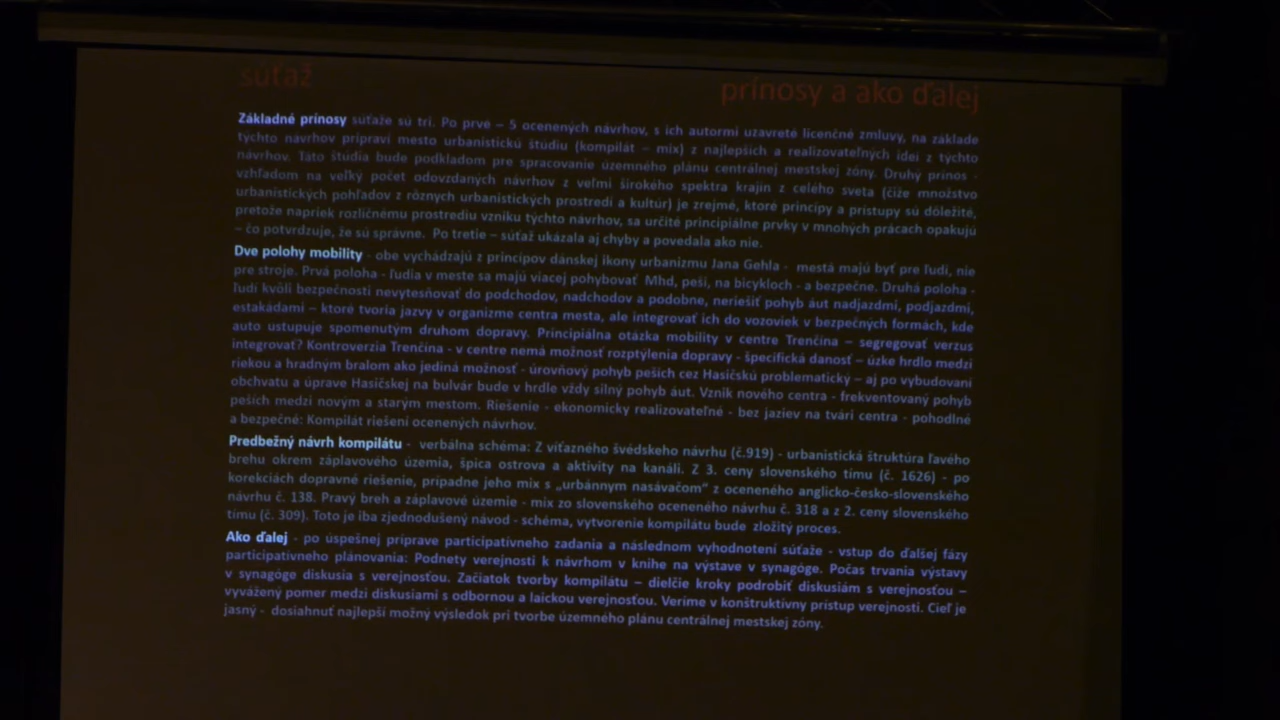 súťaž
prínosy a ako ďalej
Základné prínosy súťaže sú tri. Po prvé – 5 ocenených návrhov, s ich autormi uzavreté licenčné zmluvy, na základe
týchto návrhov pripraví mesto urbanistickú štúdiu (kompilát – mix) z najlepších a realizovateľných ideí z týchto
návrhov. Táto štúdia bude podkladom pre spracovanie územného plánu centrálnej mestskej zóny. Druhý prínos -
vzhľadom na veľký počet odovzdaných návrhov z veľmi širokého spektra krajín z celého sveta (čiže množstvo
urbanistických pohľadov z rôznych urbanistických prostredí a kultúr) je zrejmé, ktoré princípy a prístupy sú dôležité,
pretože napriek rozličnému prostrediu vzniku týchto návrhov, sa určité principiálne prvky v mnohých prácach opakujú
– čo potvrdzuje, že sú správne. Po tretie – súťaž ukázala aj chyby a povedala ako nie.
Dve polohy mobility - obe vychádzajú z princípov dánskej ikony urbanizmu Jana Gehla - mestá majú byť pre ľudí, nie
pre stroje. Prvá poloha - ľudia v meste sa majú viacej pohybovať Mhd, peši, na bicykloch - a bezpečne. Druhá poloha -
ľudí kvôli bezpečnosti nevytesňovať do podchodov, nadchodov a podobne, neriešiť pohyb áut nadjazdmi, podjazdmi,
estakádami – ktoré tvoria jazvy v organizme centra mesta, ale integrovať ich do vozoviek v bezpečných formách, kde
auto ustupuje spomenutým druhom dopravy. Principiálna otázka mobility v centre Trenčína – segregovať verzus
integrovať? Kontroverzia Trenčína - v centre nemá možnosť rozptýlenia dopravy - špecifická danosť – úzke hrdlo medzi
riekou a hradným bralom ako jediná možnosť - úrovňový pohyb peších cez Hasičskú problematický – aj po vybudovaní
obchvatu a úprave Hasičskej na bulvár bude v hrdle vždy silný pohyb áut. Vznik nového centra - frekventovaný pohyb
peších medzi novým a starým mestom. Riešenie - ekonomicky realizovateľné - bez jaziev na tvári centra - pohodlné
a bezpečné: Kompilát riešení ocenených návrhov.
Predbežný návrh kompilátu - verbálna schéma: Z víťazného švédskeho návrhu (č.919) - urbanistická štruktúra ľavého
brehu okrem záplavového územia, špica ostrova a aktivity na kanáli. Z 3. ceny slovenského tímu (č. 1626) - po
korekciách dopravné riešenie, prípadne jeho mix s „urbánnym nasávačom“ z oceneného anglicko-česko-slovenského
návrhu č. 138. Pravý breh a záplavové územie - mix zo slovenského oceneného návrhu č. 318 a z 2. ceny slovenského
tímu (č. 309). Toto je iba zjednodušený návod - schéma, vytvorenie kompilátu bude zložitý proces.
Ako ďalej - po úspešnej príprave participatívneho zadania a následnom vyhodnotení súťaže - vstup do ďalšej fázy
participatívneho plánovania: Podnety verejnosti k návrhom v knihe na výstave v synagóge. Počas trvania výstavy
v synagóge diskusia s verejnosťou. Začiatok tvorby kompilátu – dielčie kroky podrobiť diskusiám s verejnosťou –
vyvážený pomer medzi diskusiami s odbornou a laickou verejnosťou. Veríme v konštruktívny prístup verejnosti. Cieľ je
jasný - dosiahnuť najlepší možný výsledok pri tvorbe územného plánu centrálnej mestskej zóny.